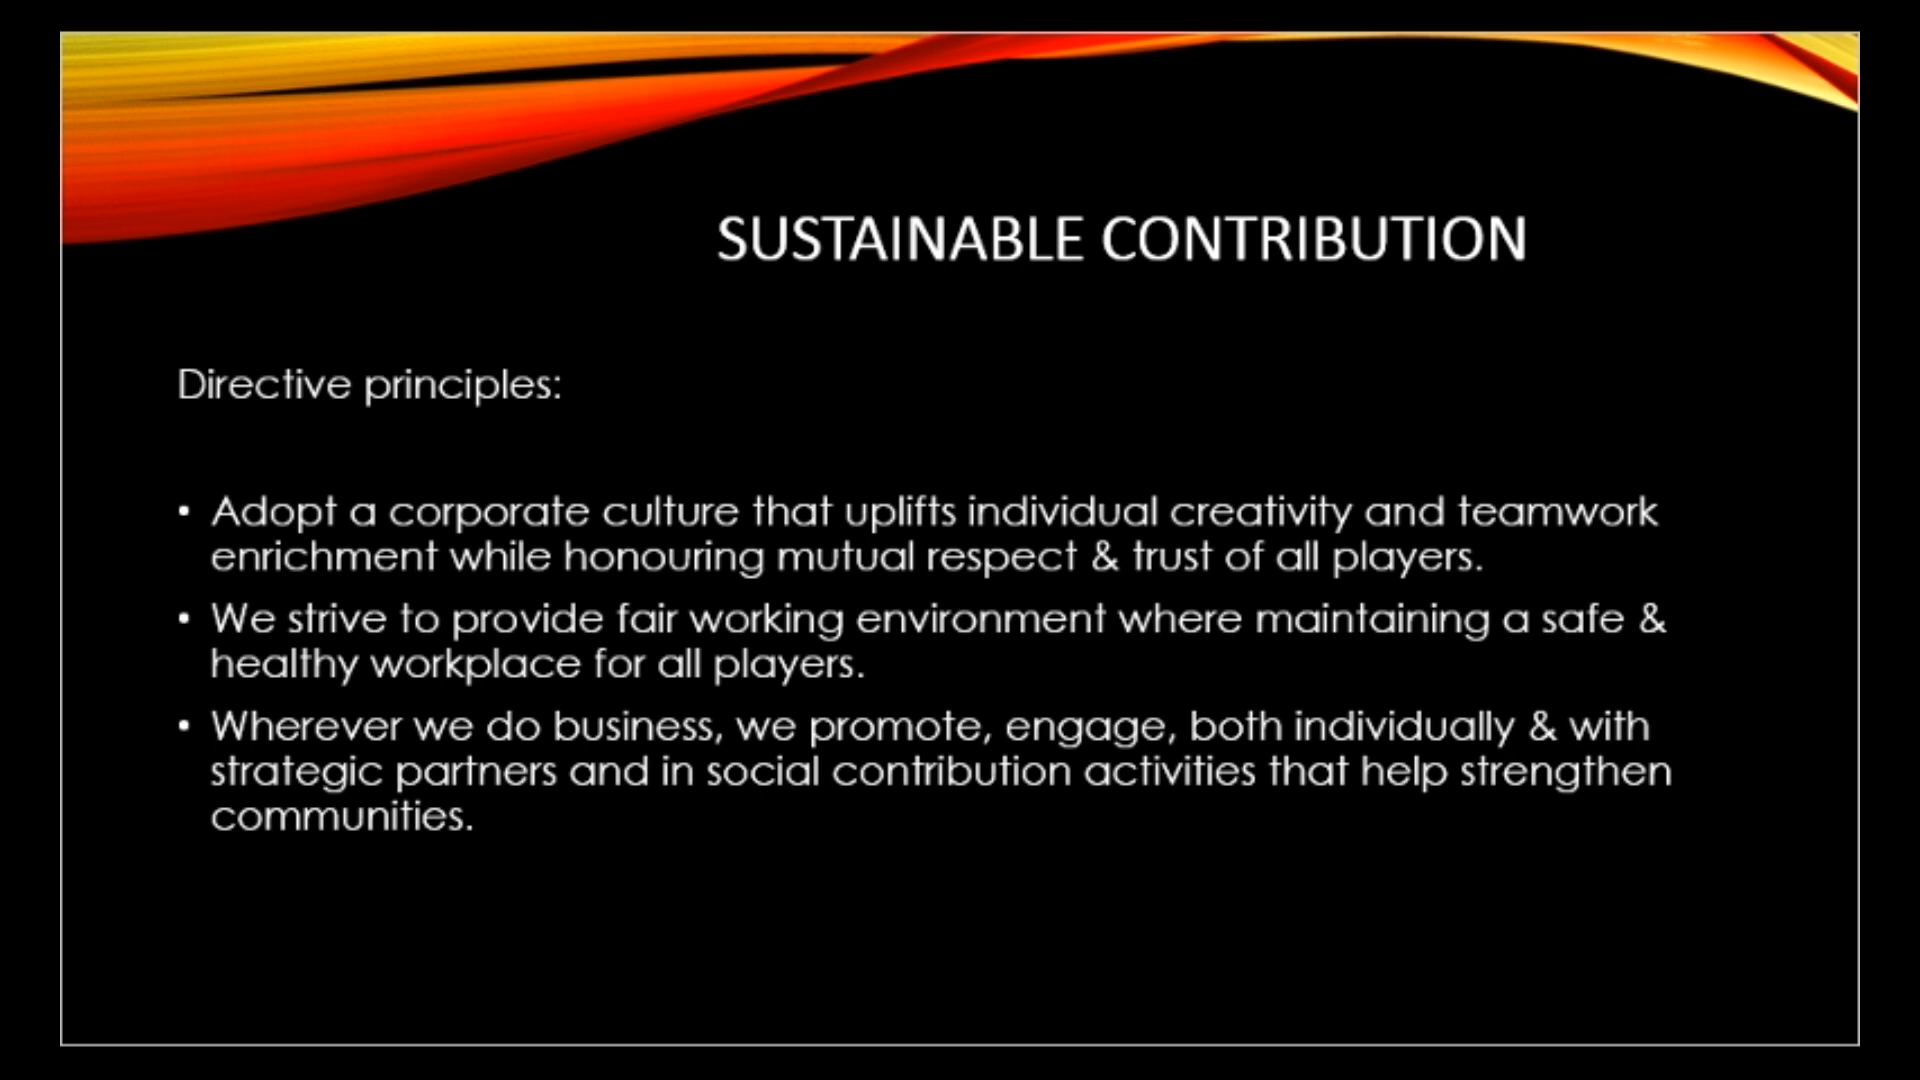 SUSTAINABLE CONTRIBUTION
Directive principles:
• Adopt a corporate culture that uplifts individual creativity and teamwork
enrichment while honouring mutual respect & trust of all players.
• We strive to provide fair working environment where maintaining a safe &
healthy workplace for all players.
• Wherever we do business, we promote, engage, both individually & with
strategic partners and in social contribution activities that help strengthen
communities.